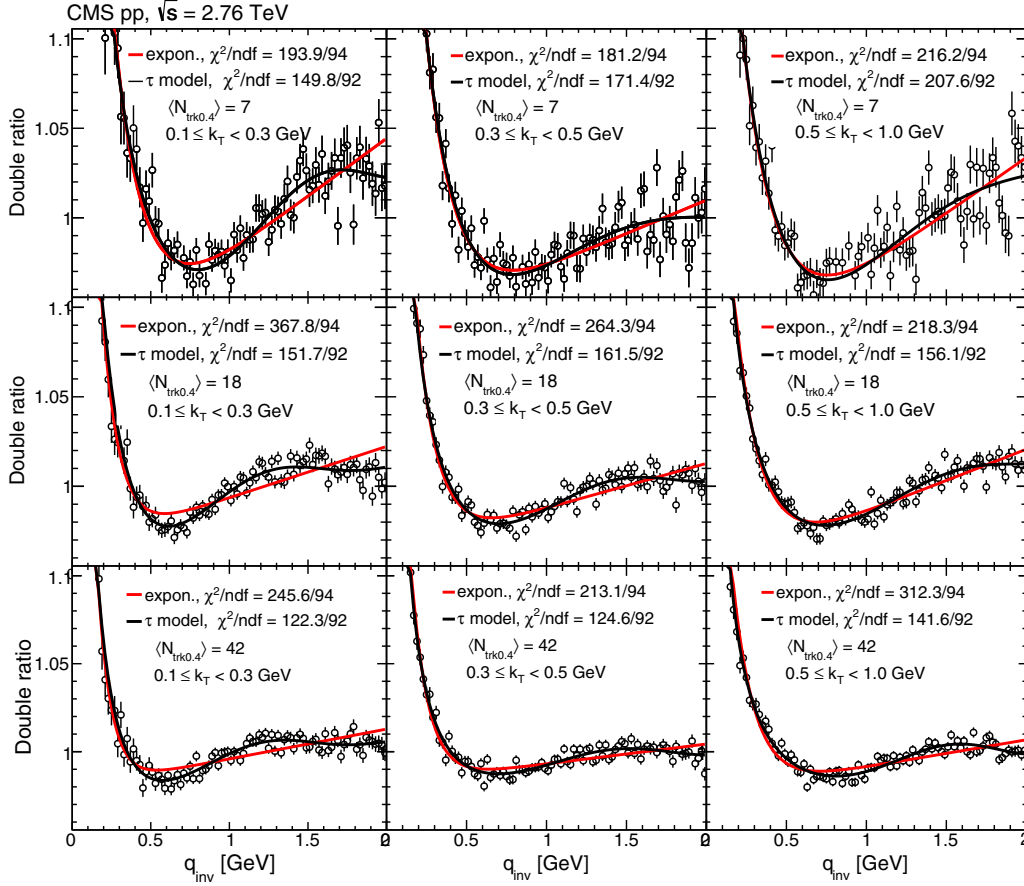 CMS pp, √s = 2.76 TeV
Double ratio
1.1
1.05
1
expon., χ²/ndf = 193.9/94
τ model, χ²/ndf = 149.8/92
⟨N_trk0.4⟩ = 7
0.1 ≤ k_T < 0.3 GeV
expon., χ²/ndf = 181.2/94
τ model, χ²/ndf = 171.4/92
⟨N_trk0.4⟩ = 7
0.3 ≤ k_T < 0.5 GeV
expon., χ²/ndf = 216.2/94
τ model, χ²/ndf = 207.6/92
⟨N_trk0.4⟩ = 7
0.5 ≤ k_T < 1.0 GeV
Double ratio
1.1
1.05
1
expon., χ²/ndf = 367.8/94
τ model, χ²/ndf = 151.7/92
⟨N_trk0.4⟩ = 18
0.1 ≤ k_T < 0.3 GeV
expon., χ²/ndf = 264.3/94
τ model, χ²/ndf = 161.5/92
⟨N_trk0.4⟩ = 18
0.3 ≤ k_T < 0.5 GeV
expon., χ²/ndf = 218.3/94
τ model, χ²/ndf = 156.1/92
⟨N_trk0.4⟩ = 18
0.5 ≤ k_T < 1.0 GeV
Double ratio
1.1
1.05
1
expon., χ²/ndf = 245.6/94
τ model, χ²/ndf = 122.3/92
⟨N_trk0.4⟩ = 42
0.1 ≤ k_T < 0.3 GeV
expon., χ²/ndf = 213.1/94
τ model, χ²/ndf = 124.6/92
⟨N_trk0.4⟩ = 42
0.3 ≤ k_T < 0.5 GeV
expon., χ²/ndf = 312.3/94
τ model, χ²/ndf = 141.6/92
⟨N_trk0.4⟩ = 42
0.5 ≤ k_T < 1.0 GeV
0 0.5 1 1.5 2
0.5 1 1.5 2
0.5 1 1.5 2
q_inv [GeV]
q_inv [GeV]
q_inv [GeV]